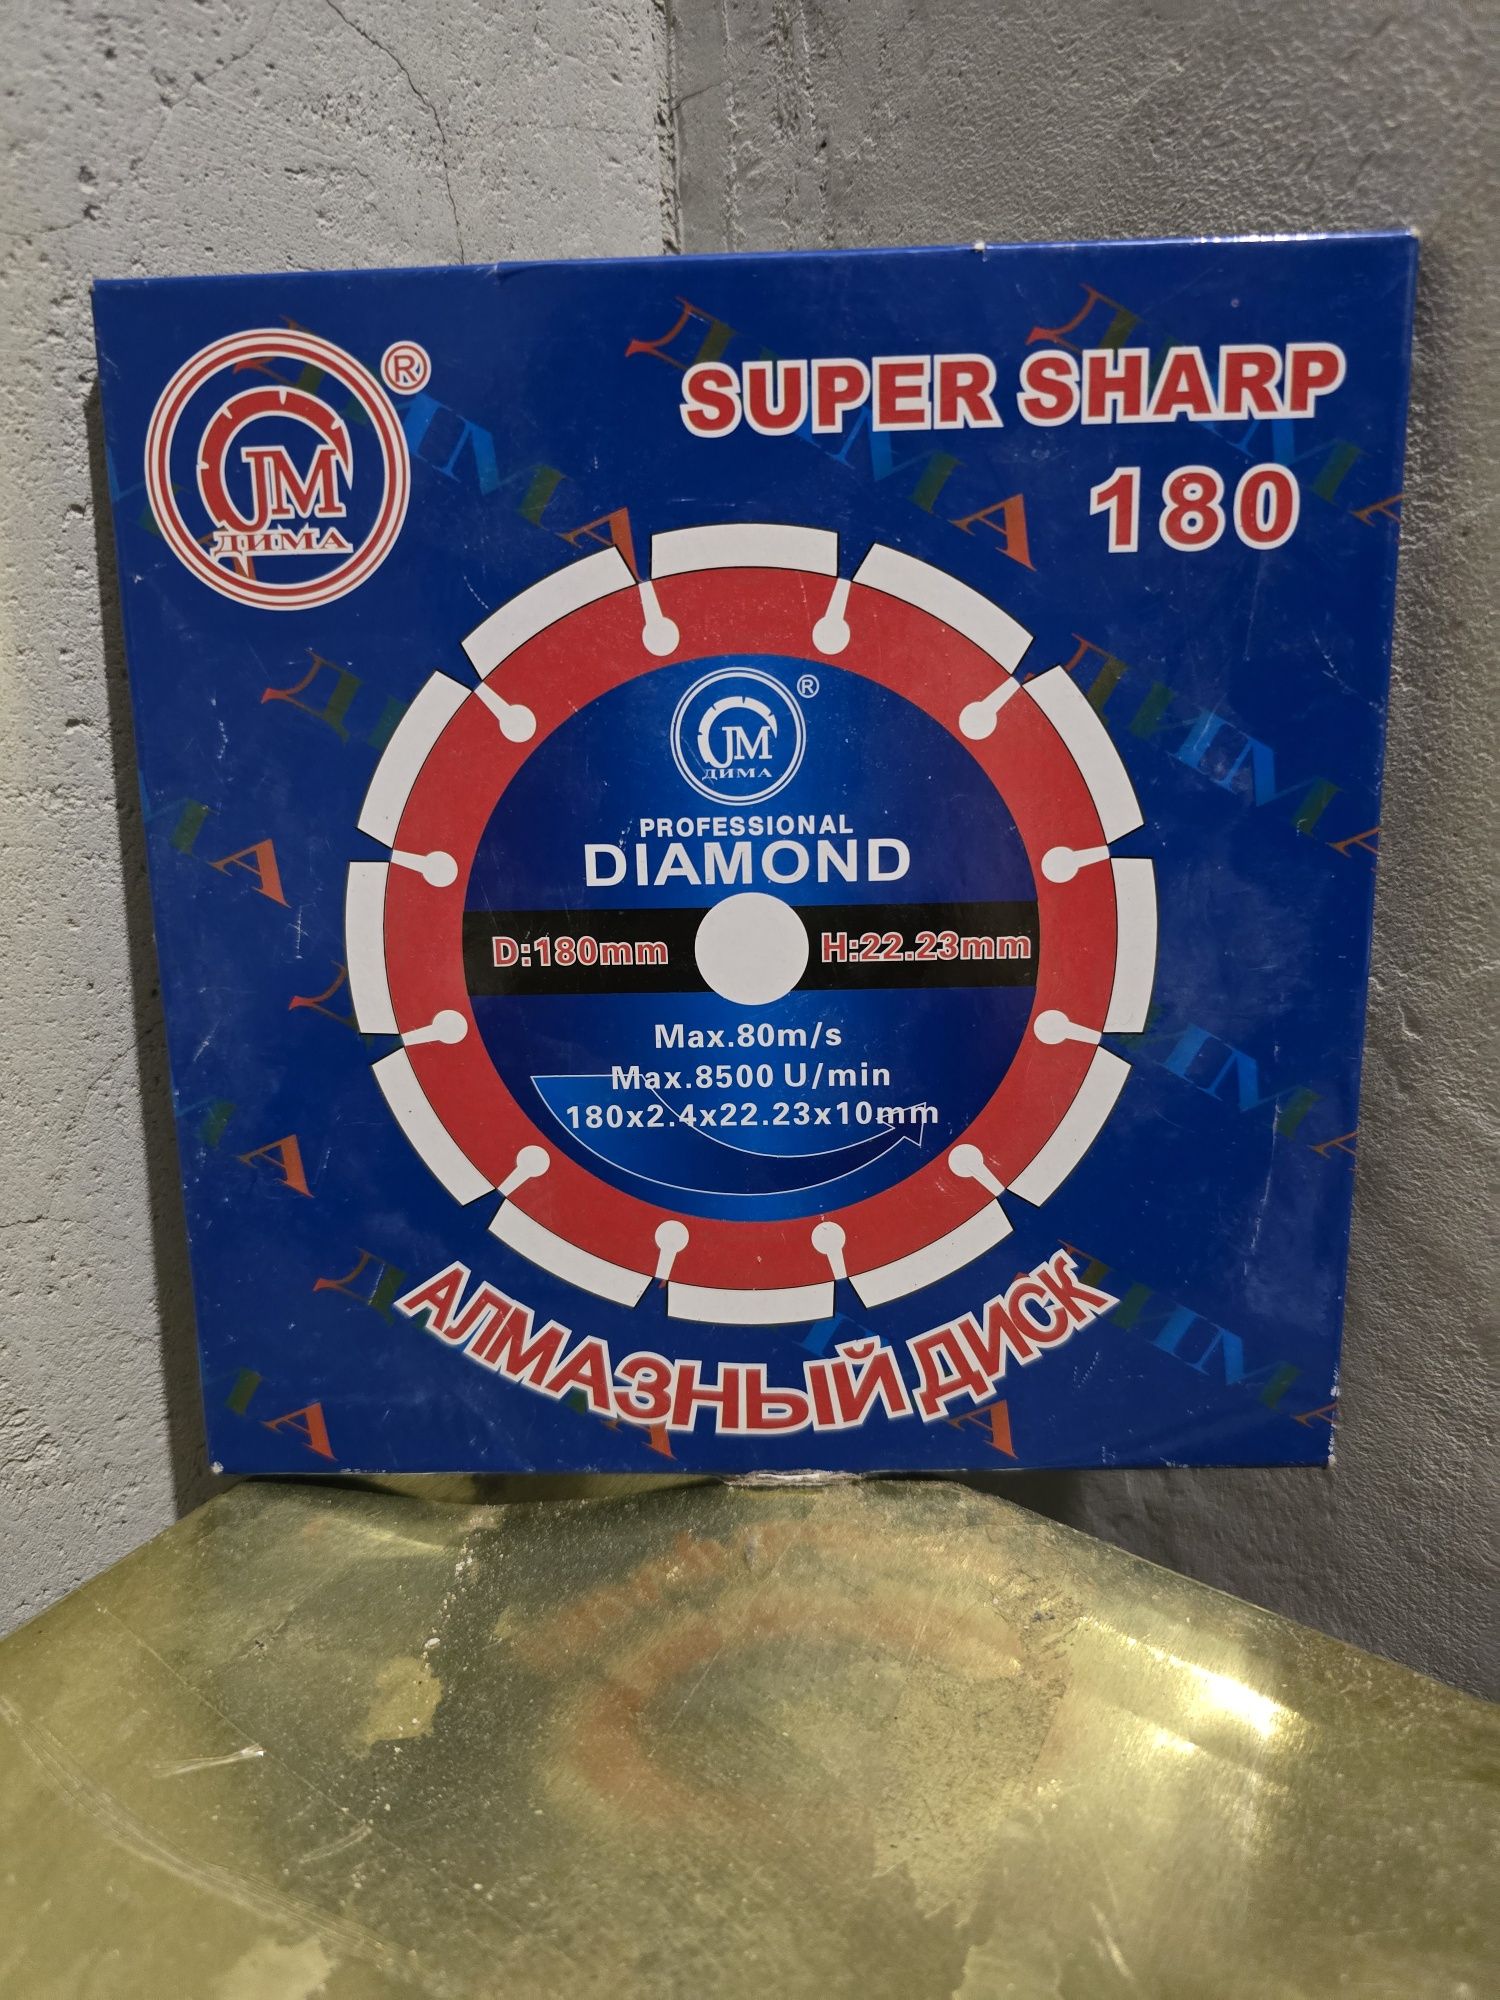 JM
ДИМА
®
SUPER SHARP
180
JM
ДИМА
®
PROFESSIONAL
DIAMOND
D:180mm H:22.23mm
Max.80m/s
Max.8500 U/min
180x2.4x22.23x10mm
АЛМАЗНЫЙ ДИСК